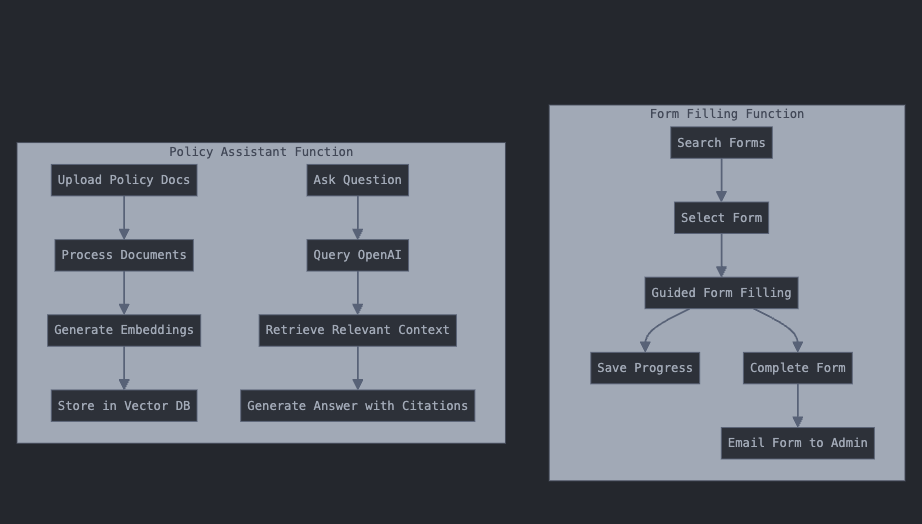 Policy Assistant Function
Upload Policy Docs
Process Documents
Generate Embeddings
Store in Vector DB
Ask Question
Query OpenAI
Retrieve Relevant Context
Generate Answer with Citations
Form Filling Function
Search Forms
Select Form
Guided Form Filling
Save Progress
Complete Form
Email Form to Admin